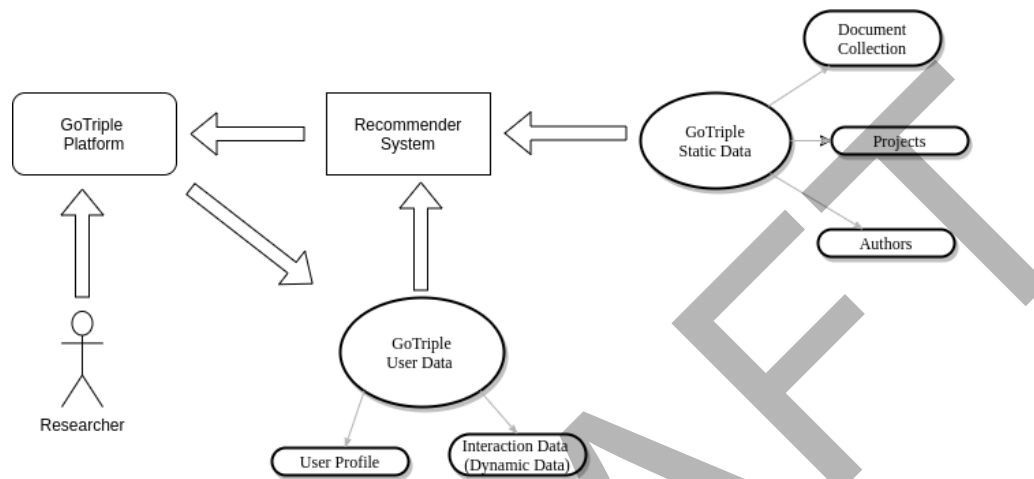 Document
Collection
GoTriple
Platform
Recommender
System
GoTriple
Static Data
Projects
Authors
GoTriple
User Data
Researcher
User Profile
Interaction Data
(Dynamic Data)